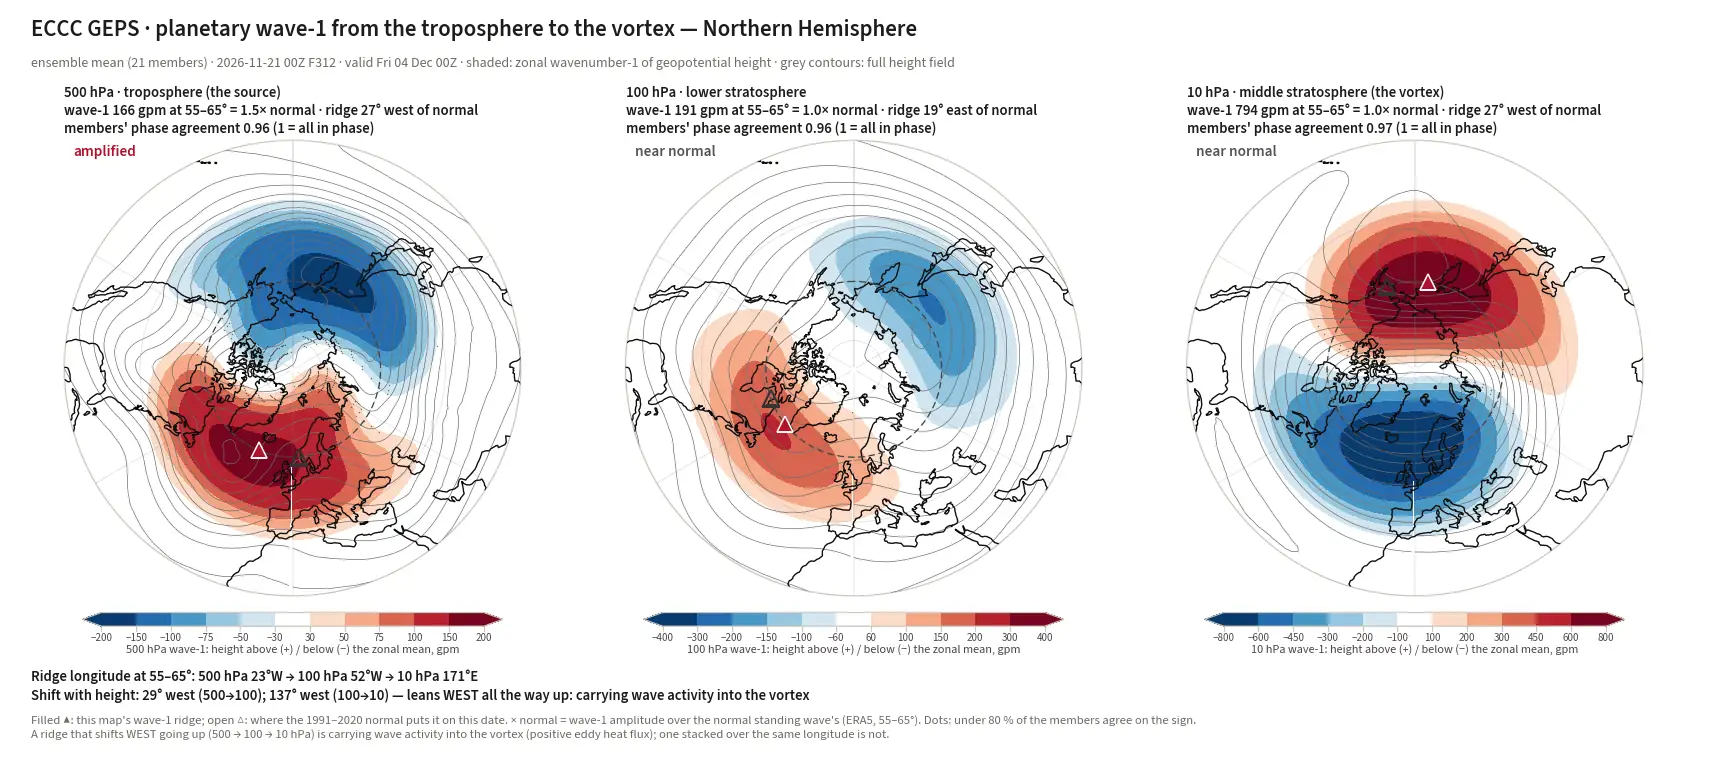 ECCC GEPS · planetary wave-1 from the troposphere to the vortex — Northern Hemisphere
ensemble mean (21 members) · 2026-11-21 00Z F312 · valid Fri 04 Dec 00Z · shaded: zonal wavenumber-1 of geopotential height · grey contours: full height field
500 hPa · troposphere (the source)
wave-1 166 gpm at 55–65° = 1.5× normal · ridge 27° west of normal
members' phase agreement 0.96 (1 = all in phase)
amplified
100 hPa · lower stratosphere
wave-1 191 gpm at 55–65° = 1.0× normal · ridge 19° east of normal
members' phase agreement 0.96 (1 = all in phase)
near normal
10 hPa · middle stratosphere (the vortex)
wave-1 794 gpm at 55–65° = 1.0× normal · ridge 27° west of normal
members' phase agreement 0.97 (1 = all in phase)
near normal
−200 −150 −100 −75 −50 −30 30 50 75 100 150 200
500 hPa wave-1: height above (+) / below (−) the zonal mean, gpm
−400 −300 −200 −150 −100 −60 60 100 150 200 300 400
100 hPa wave-1: height above (+) / below (−) the zonal mean, gpm
−800 −600 −450 −300 −200 −100 100 200 300 450 600 800
10 hPa wave-1: height above (+) / below (−) the zonal mean, gpm
Ridge longitude at 55–65°: 500 hPa 23°W → 100 hPa 52°W → 10 hPa 171°E
Shift with height: 29° west (500→100); 137° west (100→10) — leans WEST all the way up: carrying wave activity into the vortex
Filled ▲: this map's wave-1 ridge; open △: where the 1991–2020 normal puts it on this date. × normal = wave-1 amplitude over the normal standing wave's (ERA5, 55–65°). Dots: under 80 % of the members agree on the sign.
A ridge that shifts WEST going up (500 → 100 → 10 hPa) is carrying wave activity into the vortex (positive eddy heat flux); one stacked over the same longitude is not.